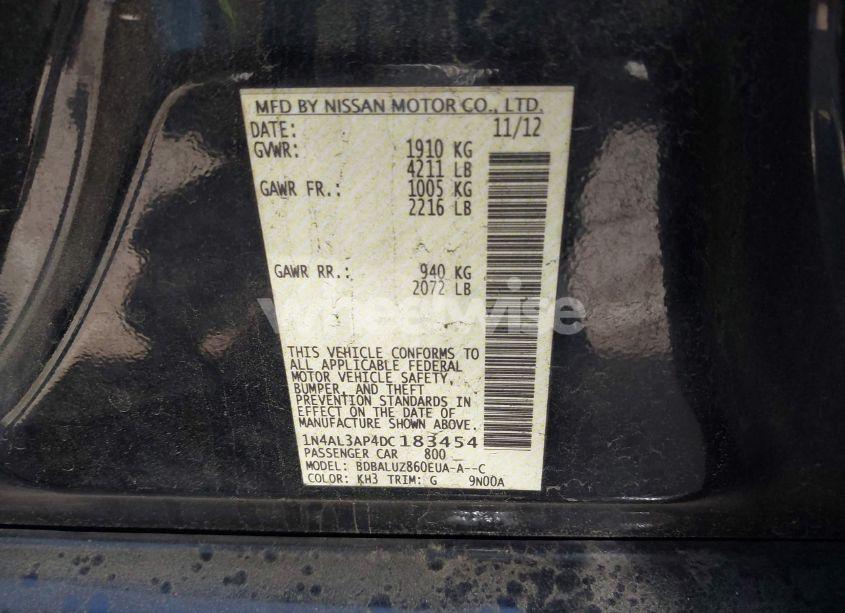 MFD BY NISSAN MOTOR CO., LTD.
DATE: 11/12
GVWR: 1910 KG
4211 LB
GAWR FR.: 1005 KG
2216 LB
GAWR RR.: 940 KG
2072 LB
wheelwise
THIS VEHICLE CONFORMS TO
ALL APPLICABLE FEDERAL
MOTOR VEHICLE SAFETY,
BUMPER, AND THEFT
PREVENTION STANDARDS IN
EFFECT ON THE DATE OF
MANUFACTURE SHOWN ABOVE.
1N4AL3AP4DC 183454
PASSENGER CAR 800
MODEL: BDBALUZ860EUA-A--C
COLOR: KH3 TRIM: G 9N00A